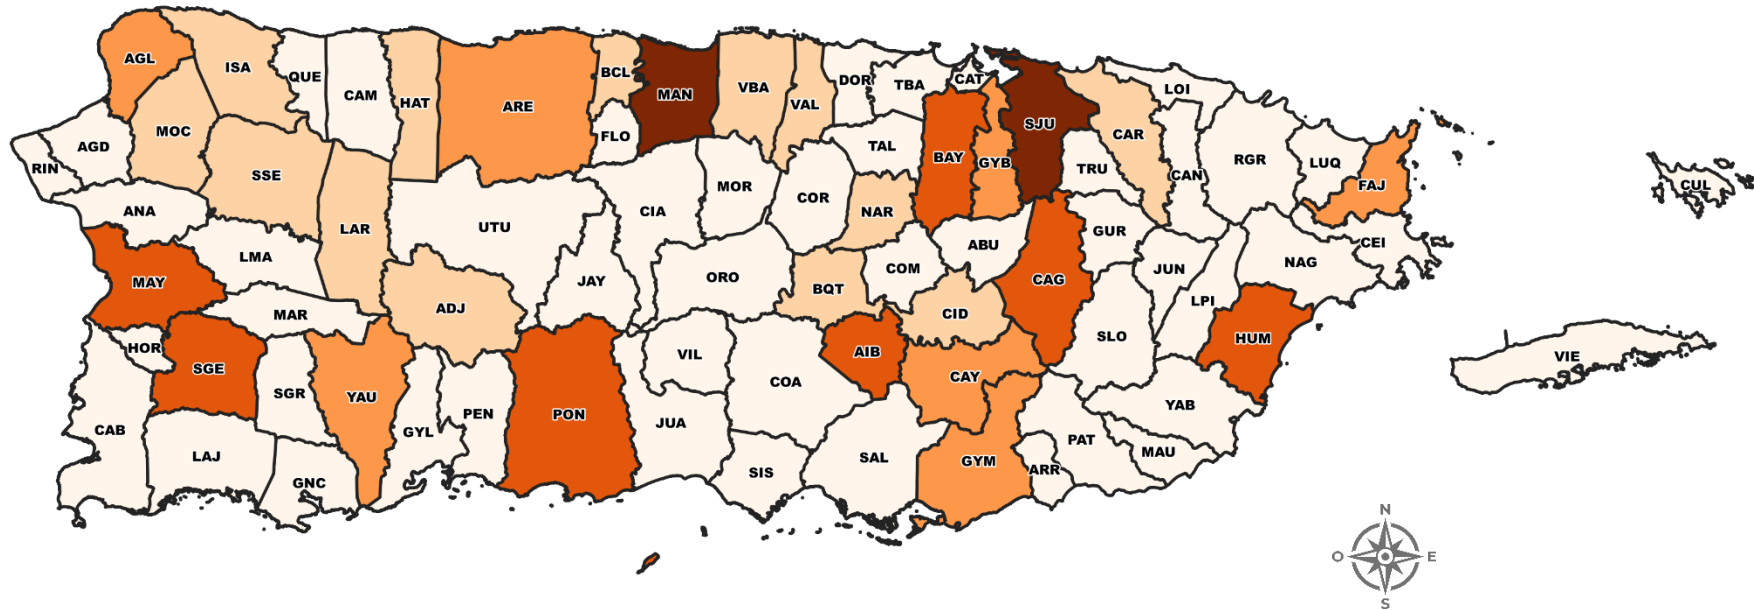 AGL
ISA
QUE
CAM
HAT
ARE
BCL
MAN
VBA
VAL
DOR
TBA
CAT
LOI
MOC
AGD
RIN
SSE
FLO
TAL
BAY
GYB
SJU
TRU
CAR
CAN
RGR
LUQ
FAJ
CUL
ANA
LAR
UTU
CIA
MOR
COR
NAR
LMA
MAY
ABU
GUR
COM
CAG
JUN
LPI
NAG
CEI
ORO
JAY
BQT
CID
ADJ
MAR
HOR
SGE
SLO
HUM
VIE
VIL
COA
AIB
CAY
SGR
YAU
CAB
LAJ
GNC
GYL
PEN
PON
JUA
SIS
SAL
GYM
ARR
PAT
MAU
YAB
N
O
E
S